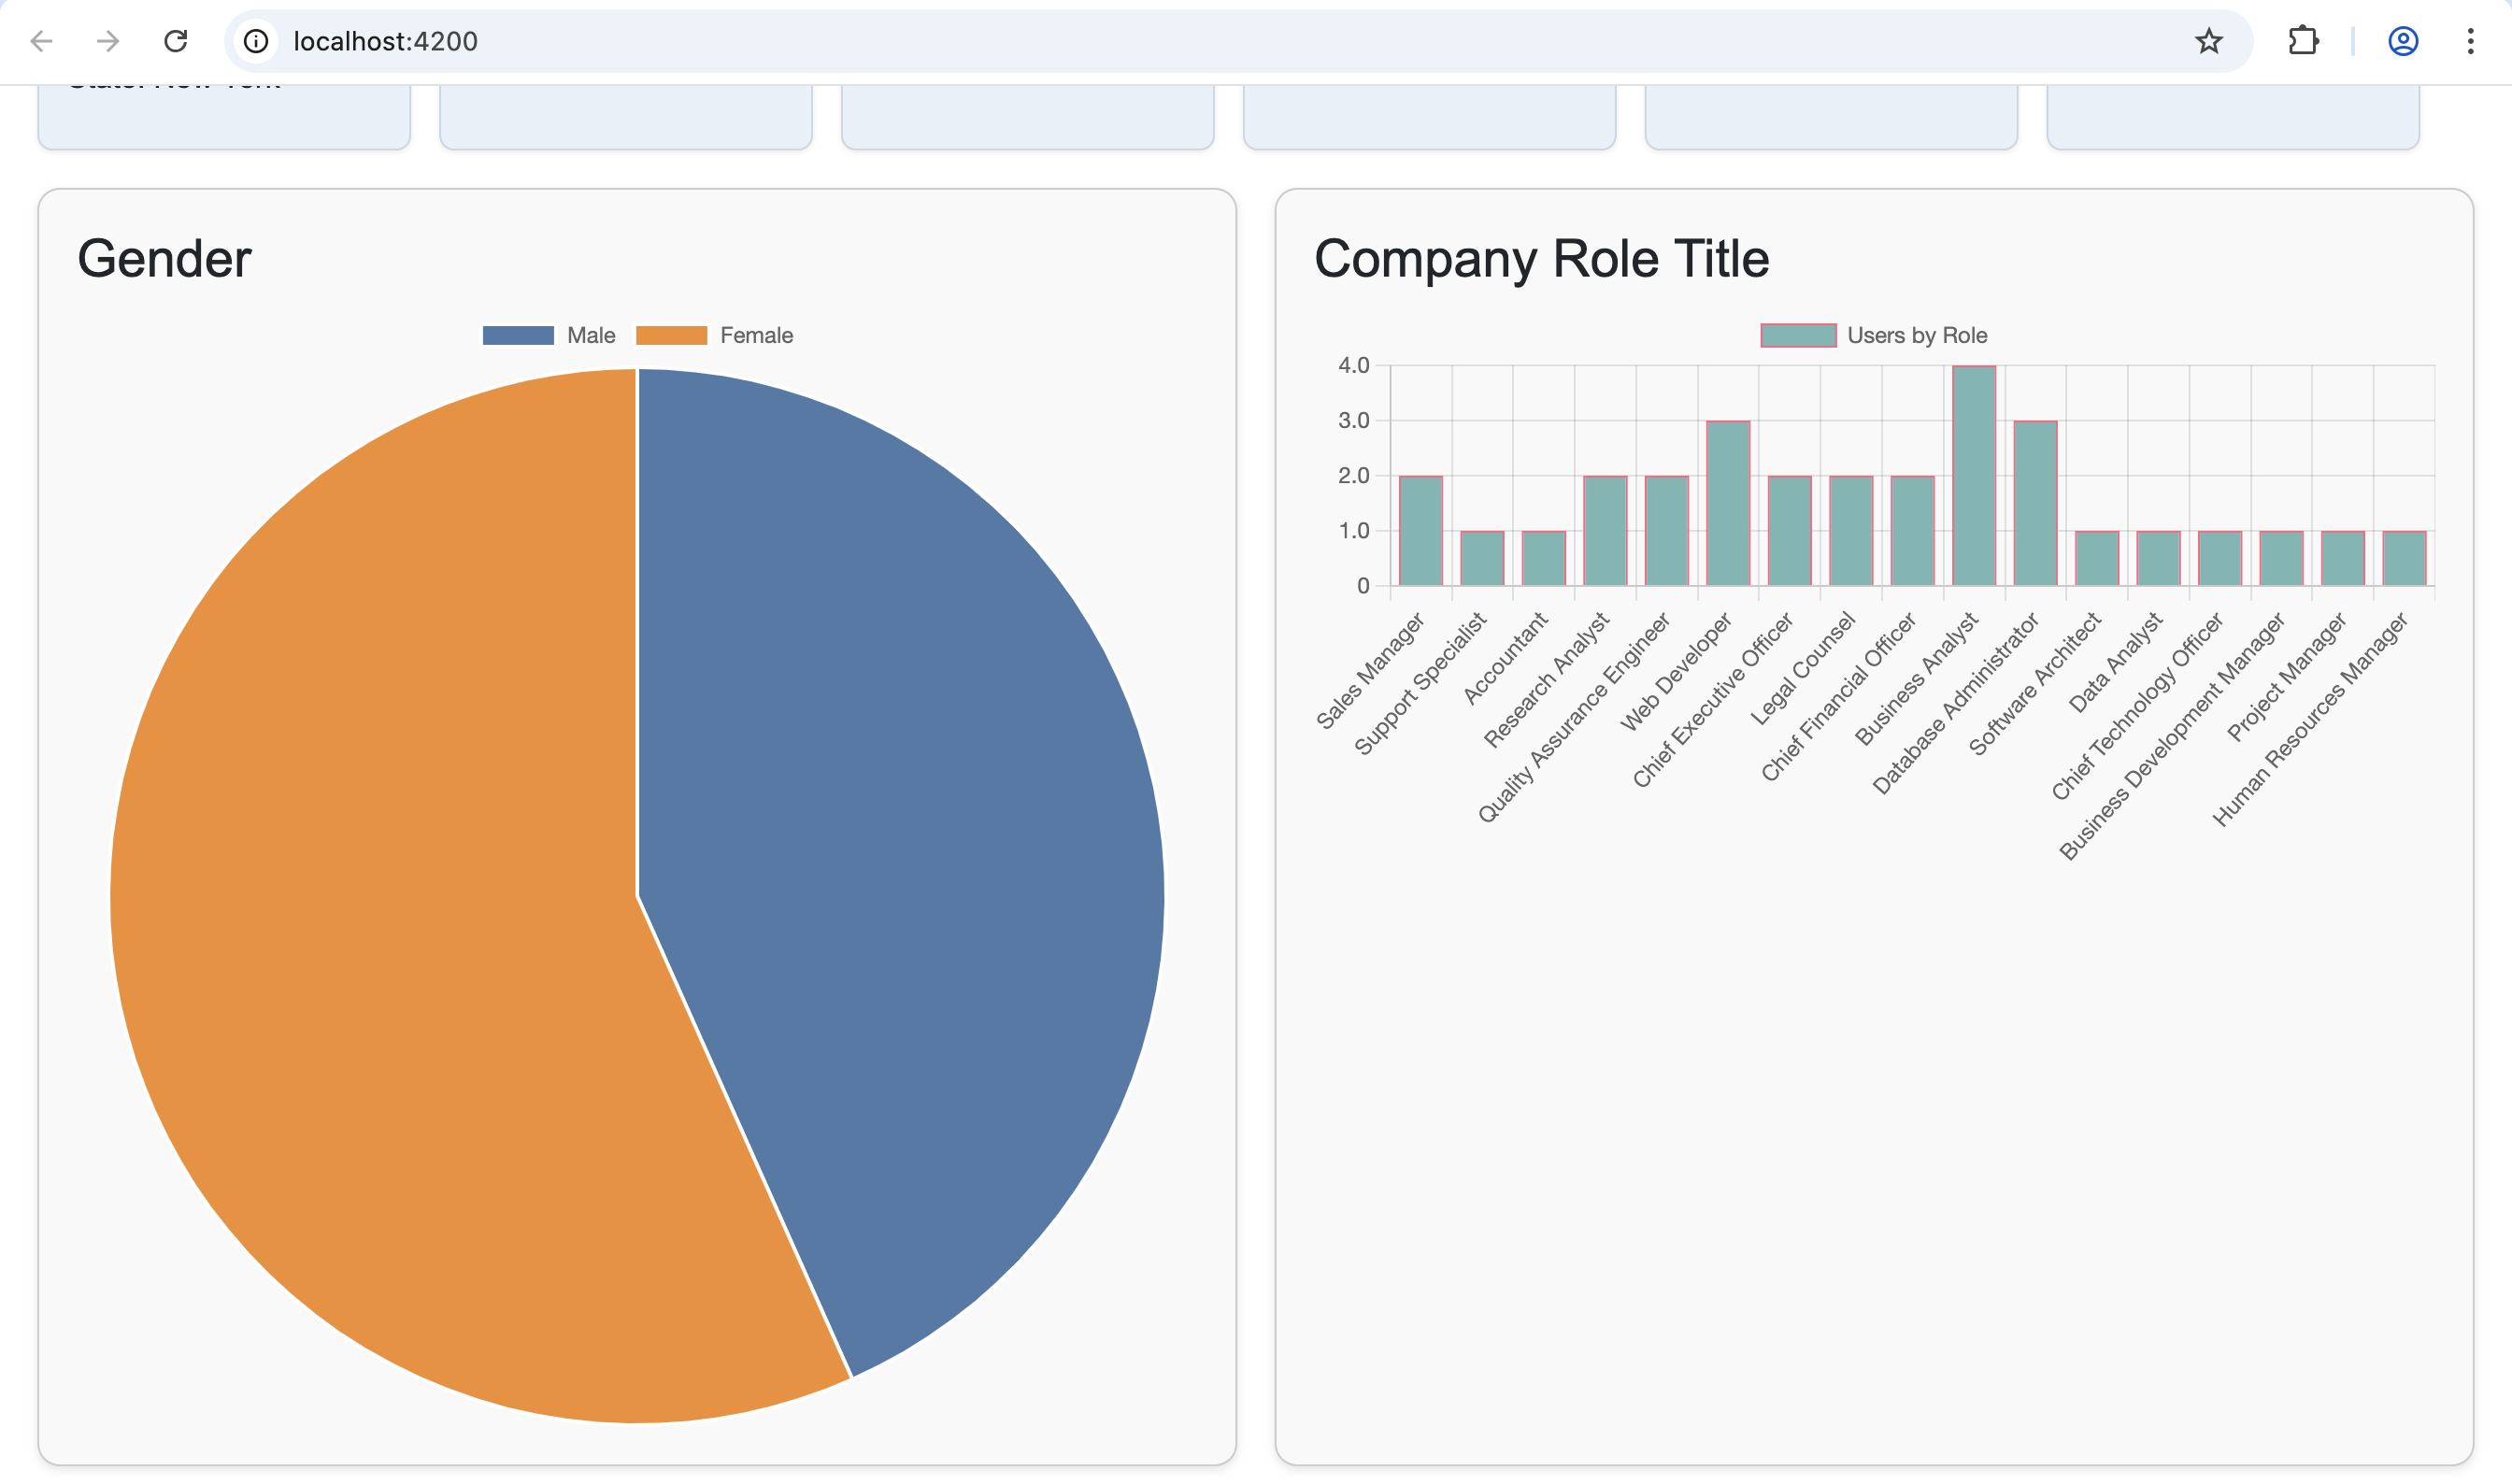 localhost:4200
State: New York
Gender
Male Female
Company Role Title
Users by Role
4.0
3.0
2.0
1.0
0
Sales Manager
Support Specialist
Accountant
Research Analyst
Quality Assurance Engineer
Web Developer
Chief Executive Officer
Legal Counsel
Chief Financial Officer
Business Analyst
Database Administrator
Software Architect
Data Analyst
Chief Technology Officer
Business Development Manager
Project Manager
Human Resources Manager